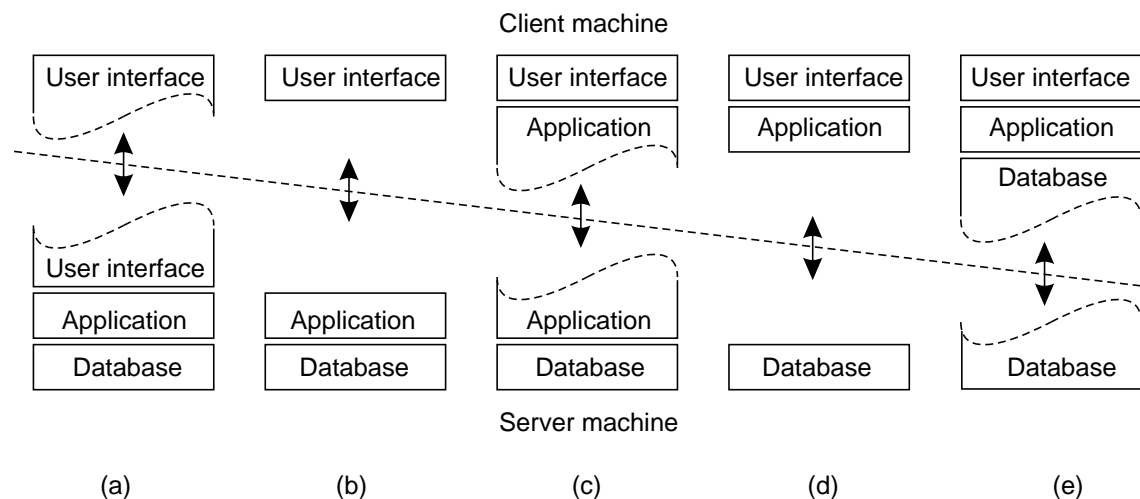 Client machine
User interface User interface User interface User interface User interface
Application Application Application
Database
User interface
Application Application Application
Database Database Database Database Database
Server machine
(a) (b) (c) (d) (e)